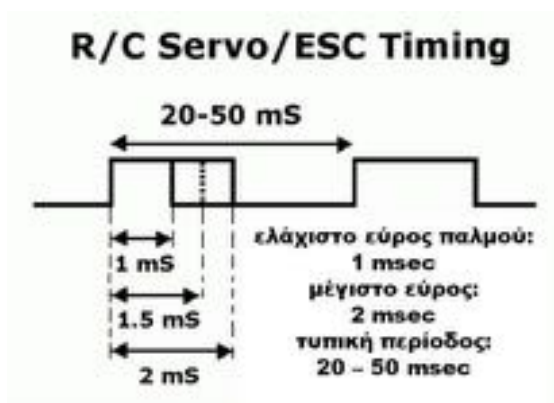 R/C Servo/ESC Timing
20-50 mS
1 mS
1.5 mS
2 mS
ελάχιστο εύρος παλμού:
1 msec
μέγιστο εύρος:
2 msec
τυπική περίοδος:
20 – 50 msec